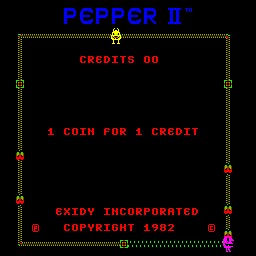 PEPPER II™
CREDITS 00
1 COIN FOR 1 CREDIT
EXIDY INCORPORATED
℗ COPYRIGHT 1982 ©